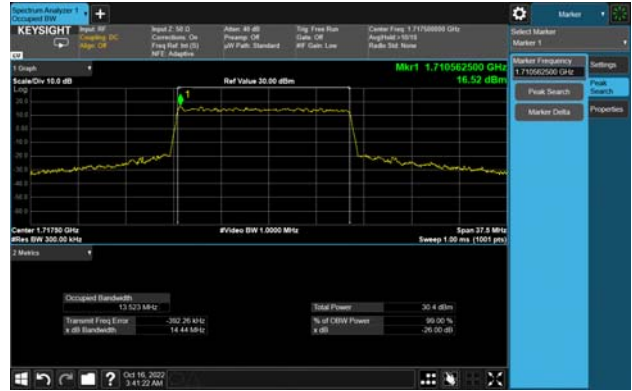 Spectrum Analyzer 1
Occupied BW
KEYSIGHT
Input: RF
Coupling: DC
Align: Off
Input Z: 50 Ω
Corrections: On
Freq Ref: Int (S)
NFE: Adaptive
Atten: 40 dB
Preamp: Off
µW Path: Standard
Trig: Free Run
Gate: Off
#IF Gain: Low
Center Freq: 1.717500000 GHz
Avg|Hold:>10/10
Radio Std: None
1 Graph
Scale/Div 10.0 dB
Log
Ref Value 30.00 dBm
Mkr1 1.710562500 GHz
16.52 dBm
1
Center 1.71750 GHz
#Res BW 300.00 kHz
#Video BW 1.0000 MHz
Span 37.5 MHz
Sweep 1.00 ms (1001 pts)
2 Metrics
Occupied Bandwidth
13.523 MHz
Transmit Freq Error -392.26 kHz
x dB Bandwidth 14.44 MHz
Total Power 30.4 dBm
% of OBW Power 99.00 %
x dB -26.00 dB
Oct 16, 2022
3:41:22 AM
Marker
Select Marker
Marker 1
Marker Frequency
1.710562500 GHz
Peak Search
Marker Delta
Settings
Peak
Search
Properties